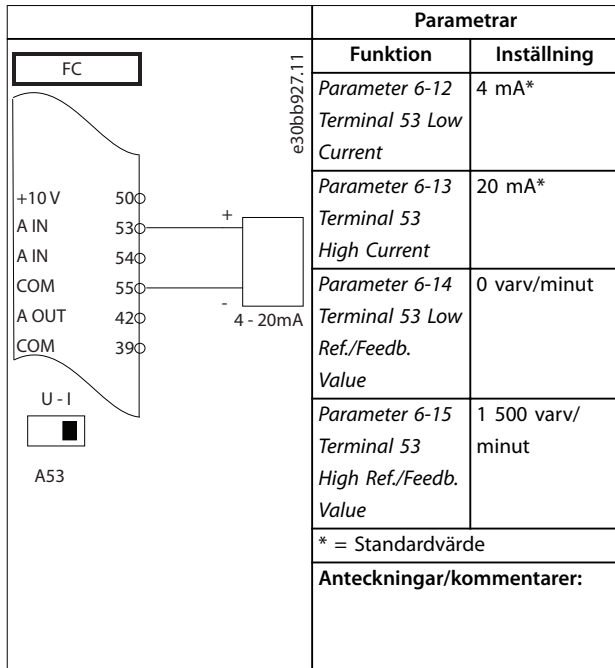 Parametrar
Funktion Inställning
FC
e30bb927.11
+10 V 50
A IN 53
A IN 54
COM 55
A OUT 42
COM 39
+
-
4 - 20mA
U - I
A53
Parameter 6-12
Terminal 53 Low
Current
4 mA*
Parameter 6-13
Terminal 53
High Current
20 mA*
Parameter 6-14
Terminal 53 Low
Ref./Feedb.
Value
0 varv/minut
Parameter 6-15
Terminal 53
High Ref./Feedb.
Value
1 500 varv/
minut
* = Standardvärde
Anteckningar/kommentarer: